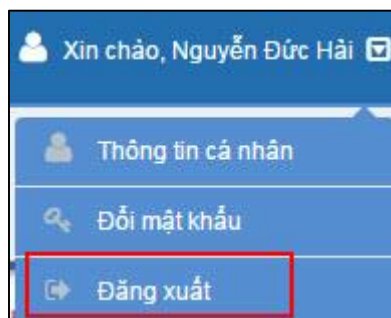 Xin chào, Nguyễn Đức Hải
Thông tin cá nhân
Đổi mật khẩu
Đăng xuất